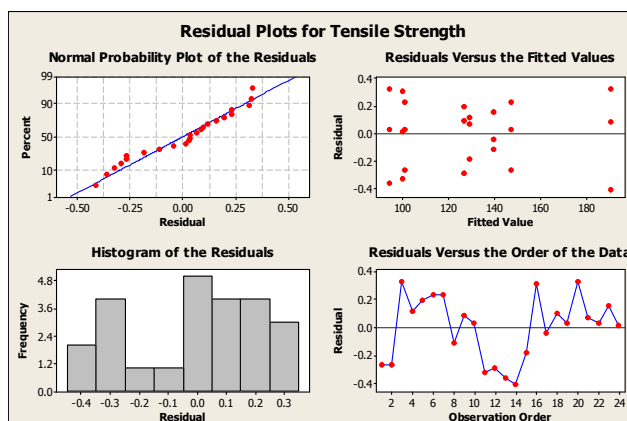 Residual Plots for Tensile Strength
Normal Probability Plot of the Residuals
99
90
50
10
1
Percent
-0.50 -0.25 0.00 0.25 0.50
Residual
Residuals Versus the Fitted Values
0.4
0.2
0.0
-0.2
-0.4
Residual
100 120 140 160 180
Fitted Value
Histogram of the Residuals
4.8
3.6
2.4
1.2
0.0
Frequency
-0.4 -0.3 -0.2 -0.1 0.0 0.1 0.2 0.3
Residual
Residuals Versus the Order of the Data
0.4
0.2
0.0
-0.2
-0.4
Residual
2 4 6 8 10 12 14 16 18 20 22 24
Observation Order